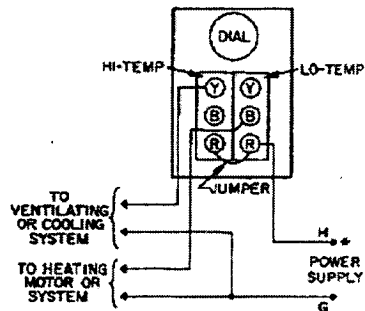 DIAL
HI-TEMP
LO-TEMP
Y Y
B B
R R
JUMPER
TO
VENTILATING
OR COOLING
SYSTEM
H
TO HEATING
MOTOR OR
SYSTEM
POWER
SUPPLY
G